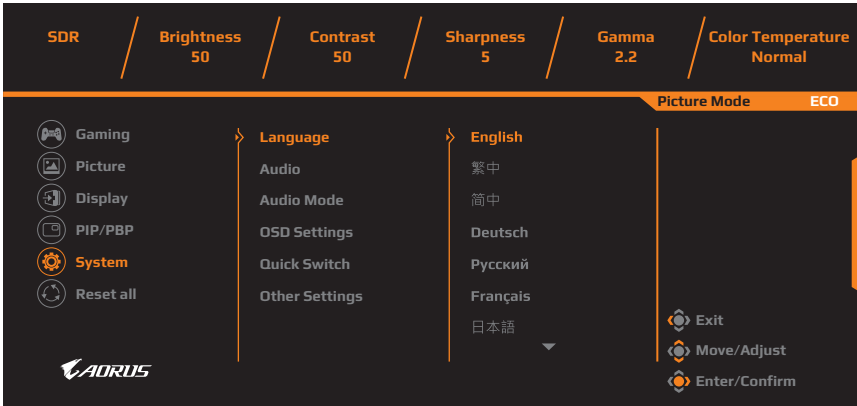 SDR
Brightness
50
Contrast
50
Sharpness
5
Gamma
2.2
Color Temperature
Normal
Picture Mode ECO
Gaming
Picture
Display
PIP/PBP
System
Reset all
Language
Audio
Audio Mode
OSD Settings
Quick Switch
Other Settings
English
繁中
简中
Deutsch
Русский
Français
日本語
Exit
Move/Adjust
Enter/Confirm
AORUS